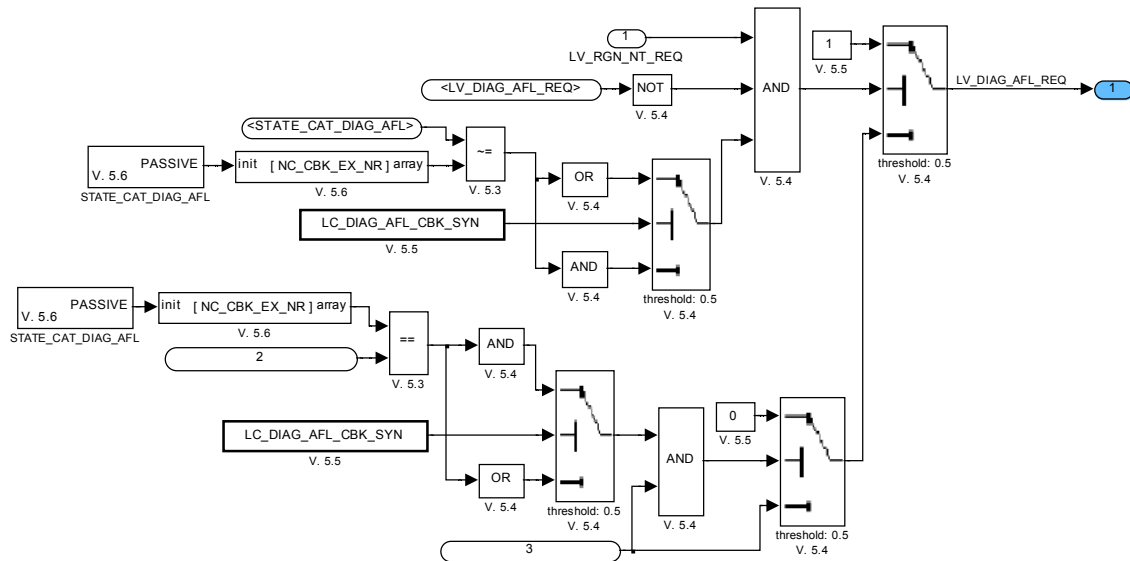 1
LV_RGN_NT_REQ
<LV_DIAG_AFL_REQ>
NOT
V. 5.4
AND
V. 5.4
1
V. 5.5
threshold: 0.5
V. 5.4
LV_DIAG_AFL_REQ
1
<STATE_CAT_DIAG_AFL>
PASSIVE
V. 5.6
STATE_CAT_DIAG_AFL
init [ NC_CBK_EX_NR ] array
V. 5.6
~=
V. 5.3
OR
V. 5.4
LC_DIAG_AFL_CBK_SYN
V. 5.5
AND
V. 5.4
threshold: 0.5
V. 5.4
PASSIVE
V. 5.6
STATE_CAT_DIAG_AFL
init [ NC_CBK_EX_NR ] array
V. 5.6
2
==
V. 5.3
AND
V. 5.4
LC_DIAG_AFL_CBK_SYN
V. 5.5
OR
V. 5.4
threshold: 0.5
V. 5.4
AND
V. 5.4
0
V. 5.5
threshold: 0.5
V. 5.4
3